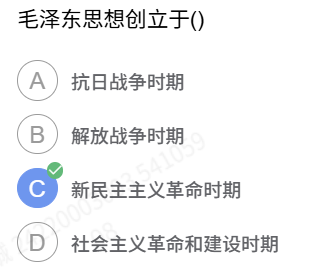 毛泽东思想创立于()
A 抗日战争时期
B 解放战争时期
C 新民主主义革命时期
D 社会主义革命和建设时期